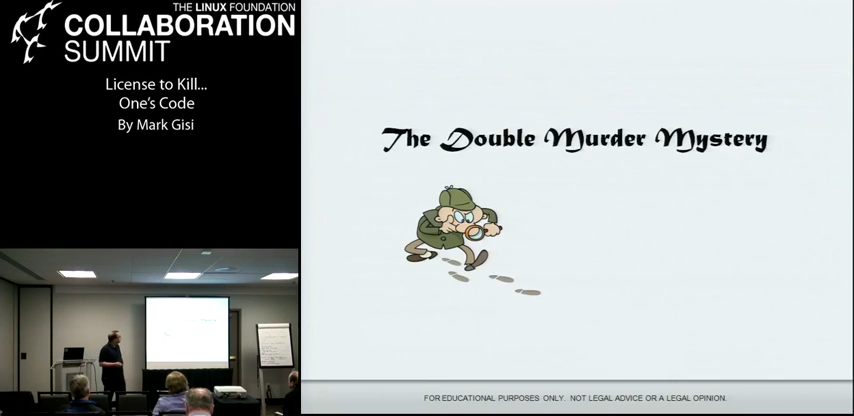 THE LINUX FOUNDATION
COLLABORATION
SUMMIT
License to Kill...
One's Code
By Mark Gisi
The Double Murder Mystery
FOR EDUCATIONAL PURPOSES ONLY. NOT LEGAL ADVICE OR A LEGAL OPINION.